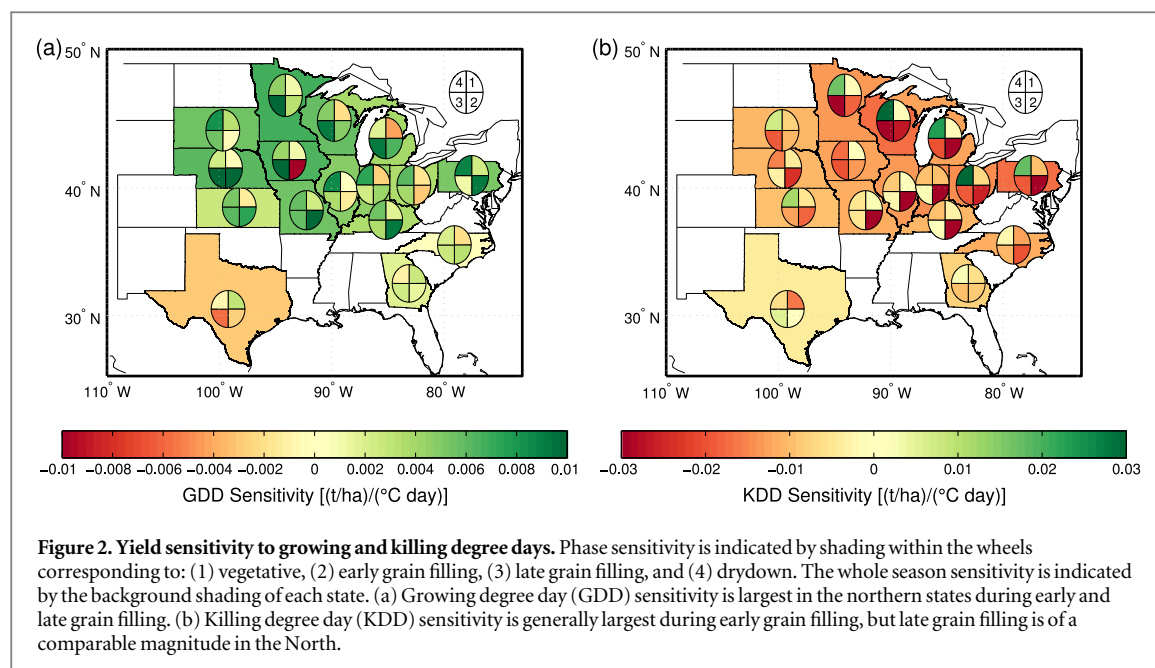 (a)
50° N
40° N
30° N
110° W
100° W
90° W
80° W
4 1
3 2
−0.01 −0.008 −0.006 −0.004 −0.002 0 0.002 0.004 0.006 0.008 0.01
GDD Sensitivity [(t/ha)/(°C day)]
(b)
50° N
40° N
30° N
110° W
100° W
90° W
80° W
4 1
3 2
−0.03 −0.02 −0.01 0 0.01 0.02 0.03
KDD Sensitivity [(t/ha)/(°C day)]
Figure 2. Yield sensitivity to growing and killing degree days. Phase sensitivity is indicated by shading within the wheels
corresponding to: (1) vegetative, (2) early grain filling, (3) late grain filling, and (4) drydown. The whole season sensitivity is indicated
by the background shading of each state. (a) Growing degree day (GDD) sensitivity is largest in the northern states during early and
late grain filling. (b) Killing degree day (KDD) sensitivity is generally largest during early grain filling, but late grain filling is of a
comparable magnitude in the North.